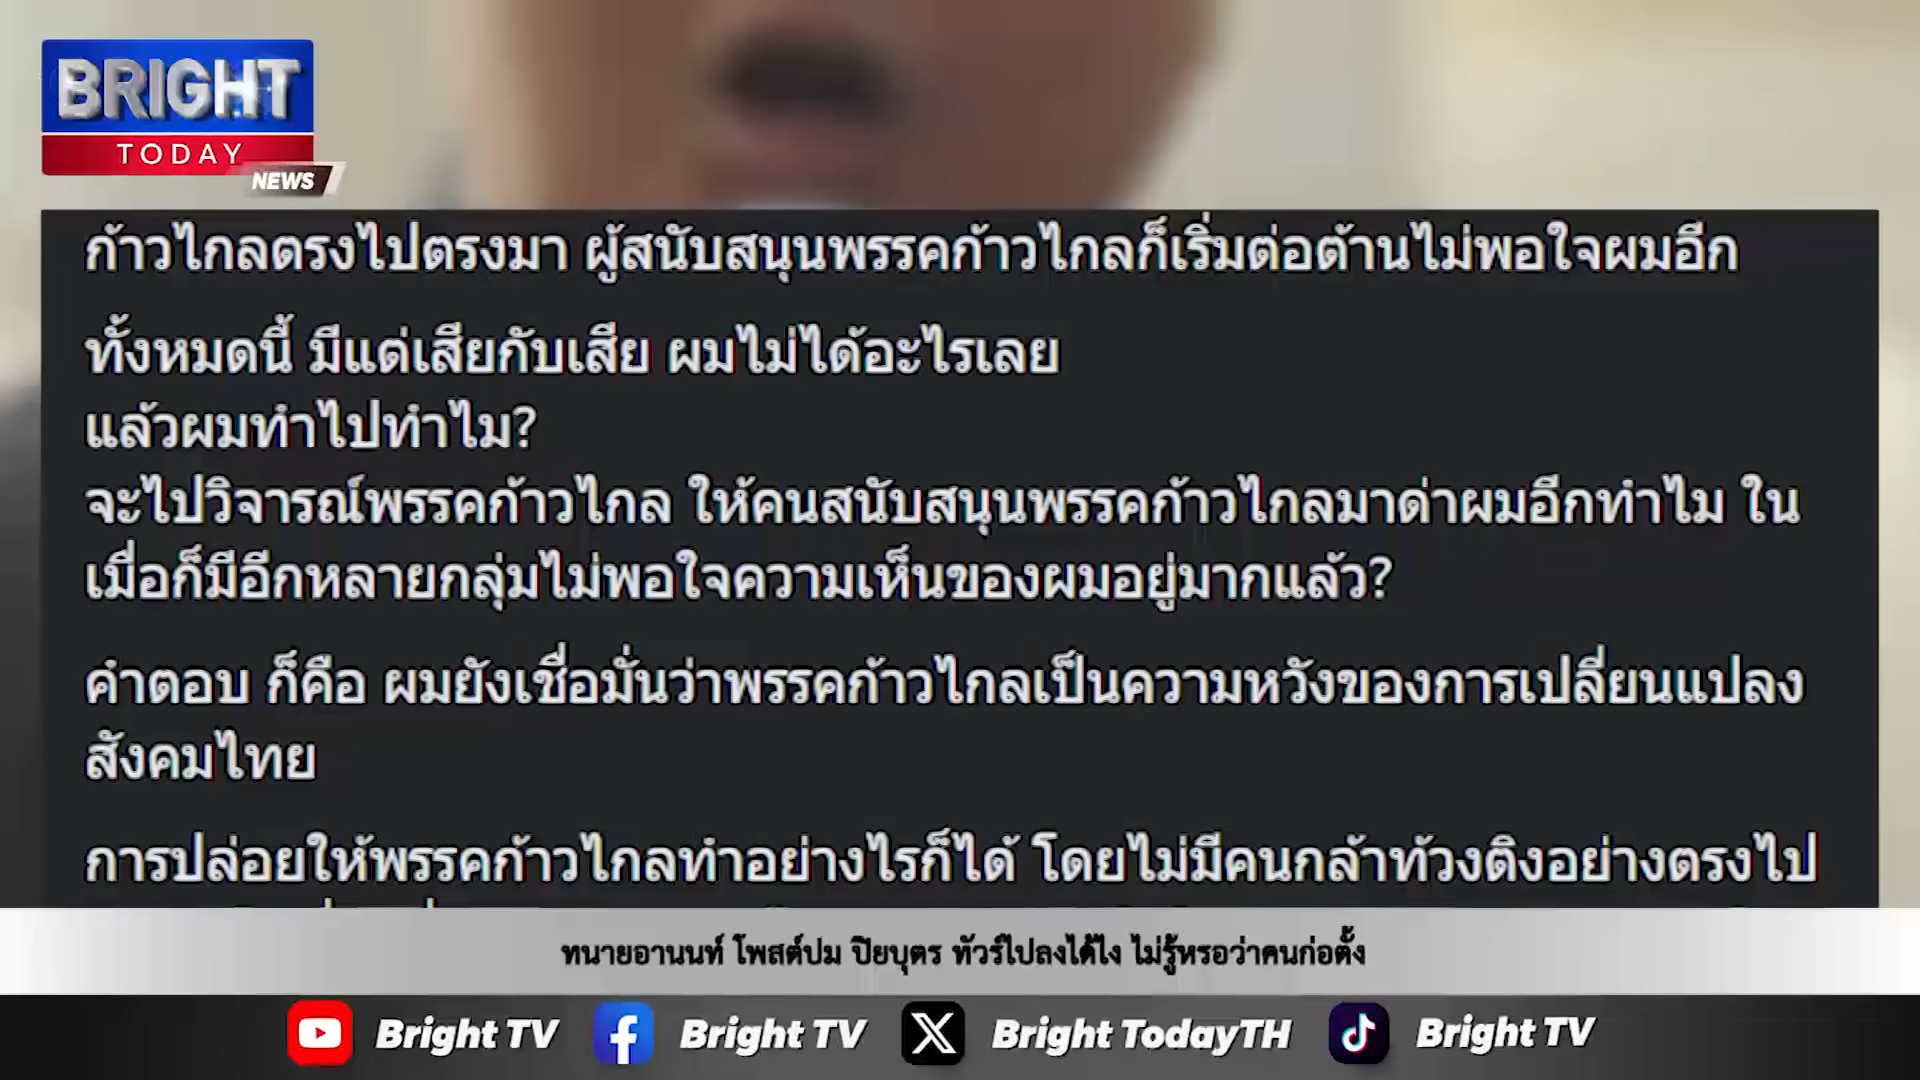 BRIGHT
TODAY
NEWS
ก้าวไกลตรงไปตรงมา ผู้สนับสนุนพรรคก้าวไกลก็เริ่มต่อต้านไม่พอใจผมอีก
ทั้งหมดนี้ มีแต่เสียกับเสีย ผมไม่ได้อะไรเลย
แล้วผมทำไปทำไม?
จะไปวิจารณ์พรรคก้าวไกล ให้คนสนับสนุนพรรคก้าวไกลมาด่าผมอีกทำไม ใน
เมื่อก็มีอีกหลายกลุ่มไม่พอใจความเห็นของผมอยู่มากแล้ว?
คำตอบ ก็คือ ผมยังเชื่อมั่นว่าพรรคก้าวไกลเป็นความหวังของการเปลี่ยนแปลง
สังคมไทย
การปล่อยให้พรรคก้าวไกลทำอย่างไรก็ได้ โดยไม่มีคนกล้าท้วงติงอย่างตรงไป
ทนายอานนท์ โพสต์ปม ปิยบุตร ทัวร์ไปลงได้ไง ไม่รู้หรอว่าคนก่อตั้ง
Bright TV Bright TV Bright TodayTH Bright TV